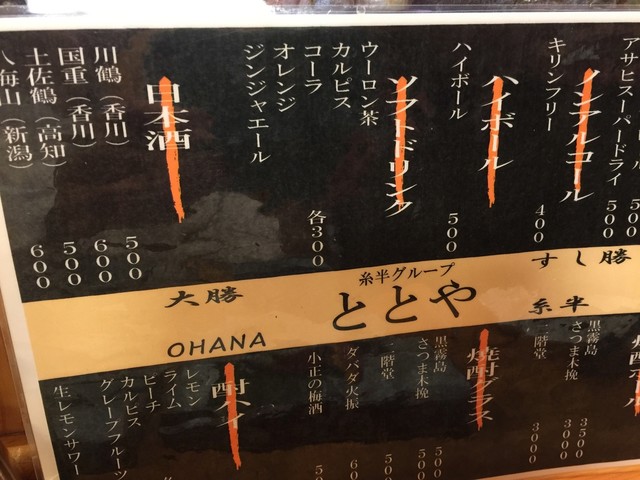 アサヒスーパードライ 500
ノンアルコール
キリンフリー 400
ハイボール
ハイボール 500
ソフトドリンク
ウーロン茶
カルピス
コーラ 各300
オレンジ
ジンジャエール
日本酒
川鶴（香川） 500
国重（香川） 600
土佐鶴（高知） 500
八海山（新潟） 600
すし勝
糸半
糸半グループ
ととや
大勝
OHANA
黒霧島 3500
さつま木挽 3000
二階堂 3000
焼酎グラス
黒霧島 500
さつま木挽 500
二階堂 500
ダバダ火振
小正の梅酒
酎ハイ
レモン
ライム
ピーチ
カルピス
グレープフルーツ
生レモンサワー